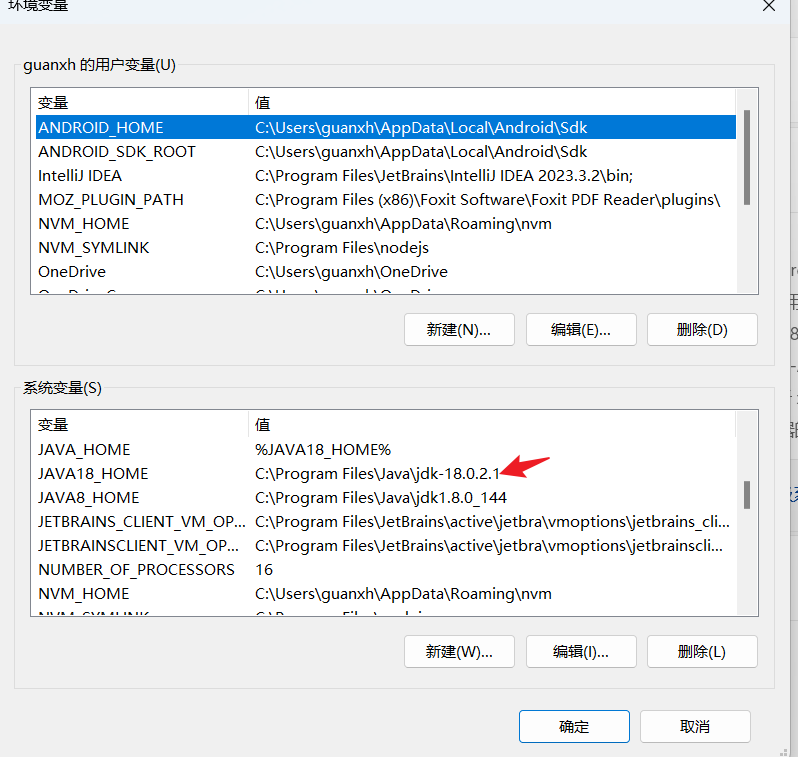 环境变量
guanxh 的用户变量(U)
变量 值
ANDROID_HOME C:\Users\guanxh\AppData\Local\Android\Sdk
ANDROID_SDK_ROOT C:\Users\guanxh\AppData\Local\Android\Sdk
IntelliJ IDEA C:\Program Files\JetBrains\IntelliJ IDEA 2023.3.2\bin;
MOZ_PLUGIN_PATH C:\Program Files (x86)\Foxit Software\Foxit PDF Reader\plugins\
NVM_HOME C:\Users\guanxh\AppData\Roaming\nvm
NVM_SYMLINK C:\Program Files\nodejs
OneDrive C:\Users\guanxh\OneDrive
新建(N)... 编辑(E)... 删除(D)
系统变量(S)
变量 值
JAVA_HOME %JAVA18_HOME%
JAVA18_HOME C:\Program Files\Java\jdk-18.0.2.1
JAVA8_HOME C:\Program Files\Java\jdk1.8.0_144
JETBRAINS_CLIENT_VM_OP... C:\Program Files\JetBrains\active\jetbra\vmoptions\jetbrains_cli...
JETBRAINSCLIENT_VM_OP... C:\Program Files\JetBrains\active\jetbra\vmoptions\jetbrainscli...
NUMBER_OF_PROCESSORS 16
NVM_HOME C:\Users\guanxh\AppData\Roaming\nvm
新建(W)... 编辑(I)... 删除(L)
确定 取消